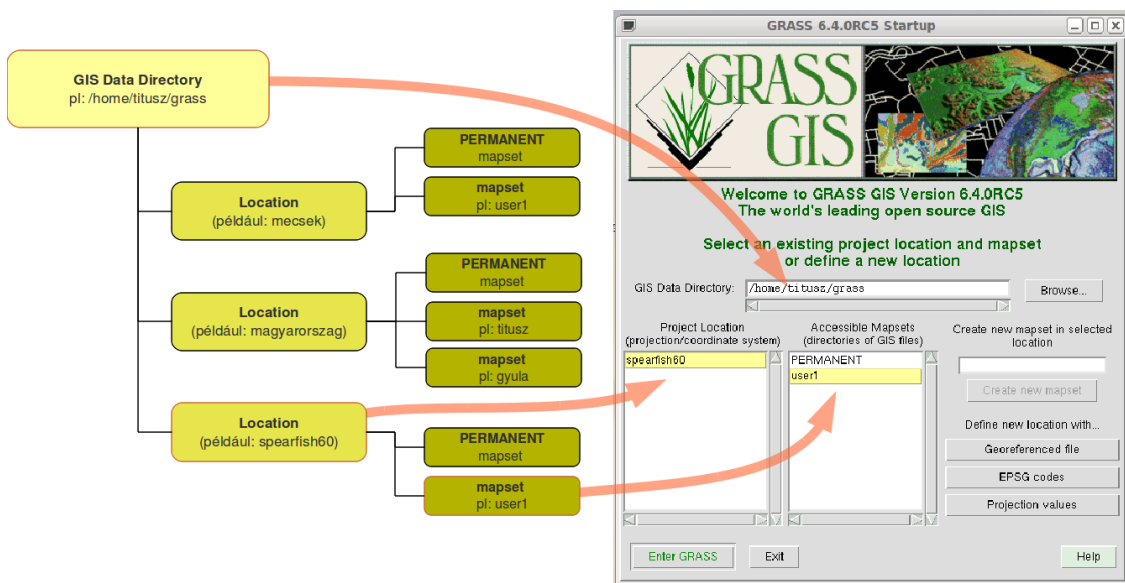 GIS Data Directory
pl: /home/titusz/grass
Location
(például: mecsek)
PERMANENT
mapset
mapset
pl: user1
Location
(például: magyarorszag)
PERMANENT
mapset
mapset
pl: titusz
mapset
pl: gyula
Location
(például: spearfish60)
PERMANENT
mapset
mapset
pl: user1
GRASS 6.4.0RC5 Startup
GRASS
GIS
Welcome to GRASS GIS Version 6.4.0RC5
The world's leading open source GIS
Select an existing project location and mapset
or define a new location
GIS Data Directory: /home/titusz/grass Browse...
Project Location
(projection/coordinate system)
spearfish60
Accessible Mapsets
(directories of GIS files)
PERMANENT
user1
Create new mapset in selected
location
Create new mapset
Define new location with...
Georeferenced file
EPSG codes
Projection values
Enter GRASS Exit Help